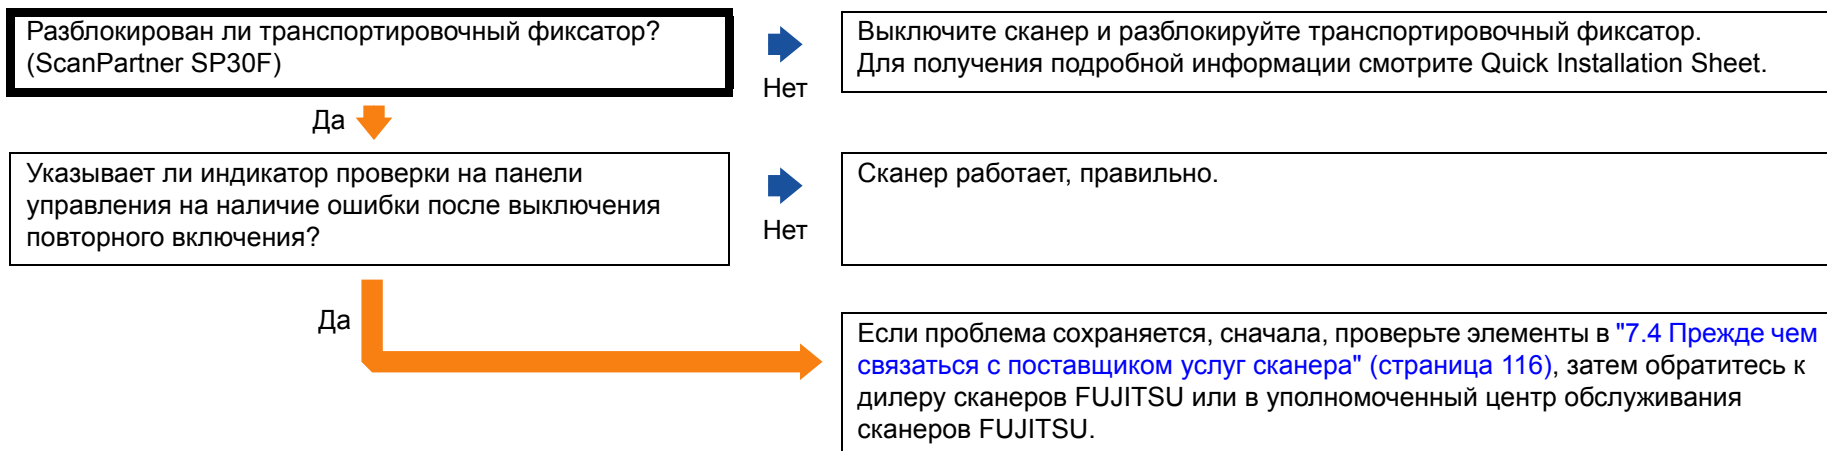 Разблокирован ли транспортировочный фиксатор?
(ScanPartner SP30F)
Нет
Выключите сканер и разблокируйте транспортировочный фиксатор.
Для получения подробной информации смотрите Quick Installation Sheet.
Да
Указывает ли индикатор проверки на панели
управления на наличие ошибки после выключения
повторного включения?
Нет
Сканер работает, правильно.
Да
Если проблема сохраняется, сначала, проверьте элементы в "7.4 Прежде чем
связаться с поставщиком услуг сканера" (страница 116), затем обратитесь к
дилеру сканеров FUJITSU или в уполномоченный центр обслуживания
сканеров FUJITSU.